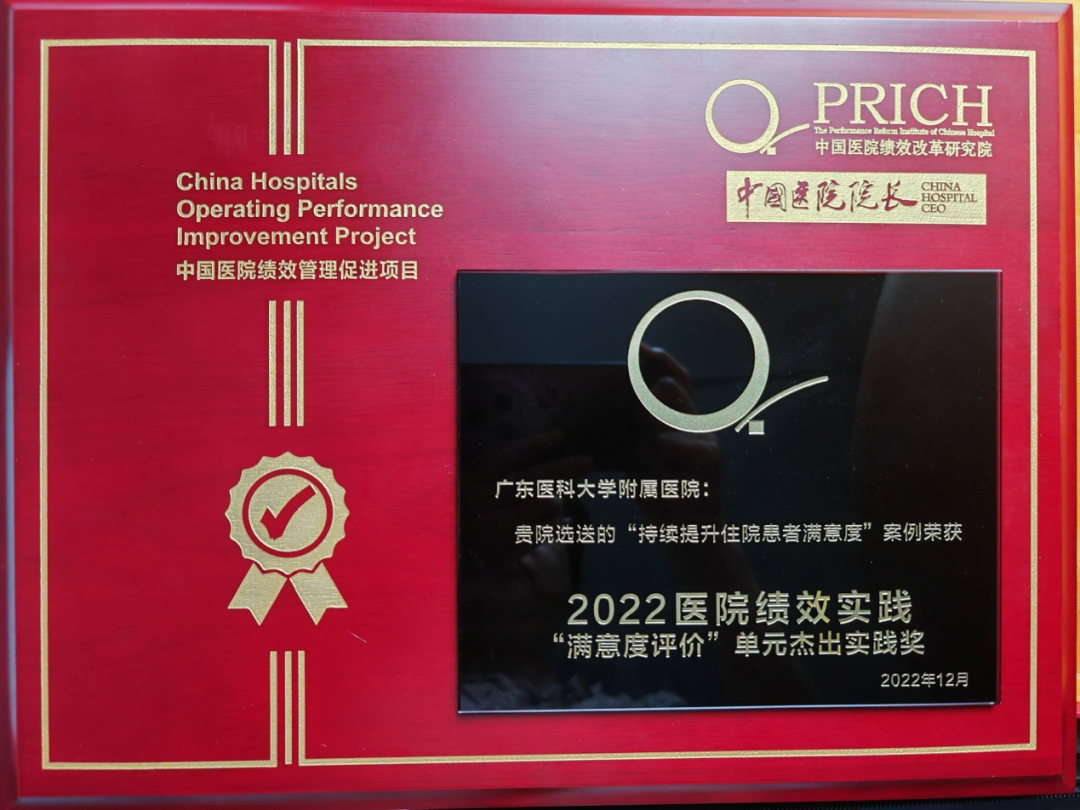 China Hospitals
Operating Performance
Improvement Project
中国医院绩效管理促进项目
PRICH
The Performance Reform Institute of Chinese Hospital
中国医院绩效改革研究院
中国医院院长
CHINA
HOSPITAL
CEO
广东医科大学附属医院：
贵院选送的“持续提升住院患者满意度”案例荣获
2022医院绩效实践
“满意度评价”单元杰出实践奖
2022年12月